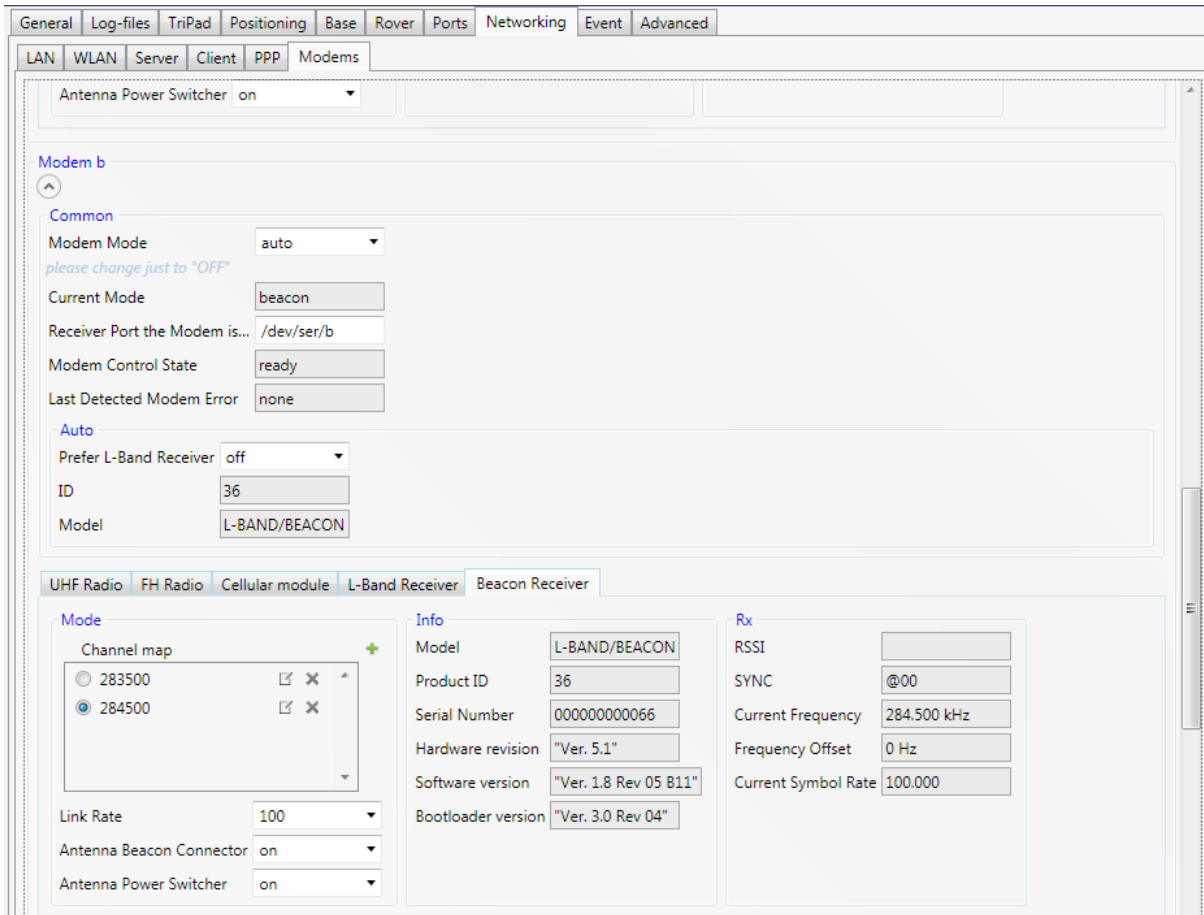 General Log-files TriPad Positioning Base Rover Ports Networking Event Advanced
LAN WLAN Server Client PPP Modems
Antenna Power Switcher on
Modem b
Common
Modem Mode auto
please change just to "OFF"
Current Mode beacon
Receiver Port the Modem is... /dev/ser/b
Modem Control State ready
Last Detected Modem Error none
Auto
Prefer L-Band Receiver off
ID 36
Model L-BAND/BEACON
UHF Radio FH Radio Cellular module L-Band Receiver Beacon Receiver
Mode Info Rx
Channel map Model L-BAND/BEACON RSSI
283500 Product ID 36 SYNC @00
284500 Serial Number 000000000066 Current Frequency 284.500 kHz
Hardware revision "Ver. 5.1" Frequency Offset 0 Hz
Software version "Ver. 1.8 Rev 05 B11" Current Symbol Rate 100.000
Link Rate 100 Bootloader version "Ver. 3.0 Rev 04"
Antenna Beacon Connector on
Antenna Power Switcher on